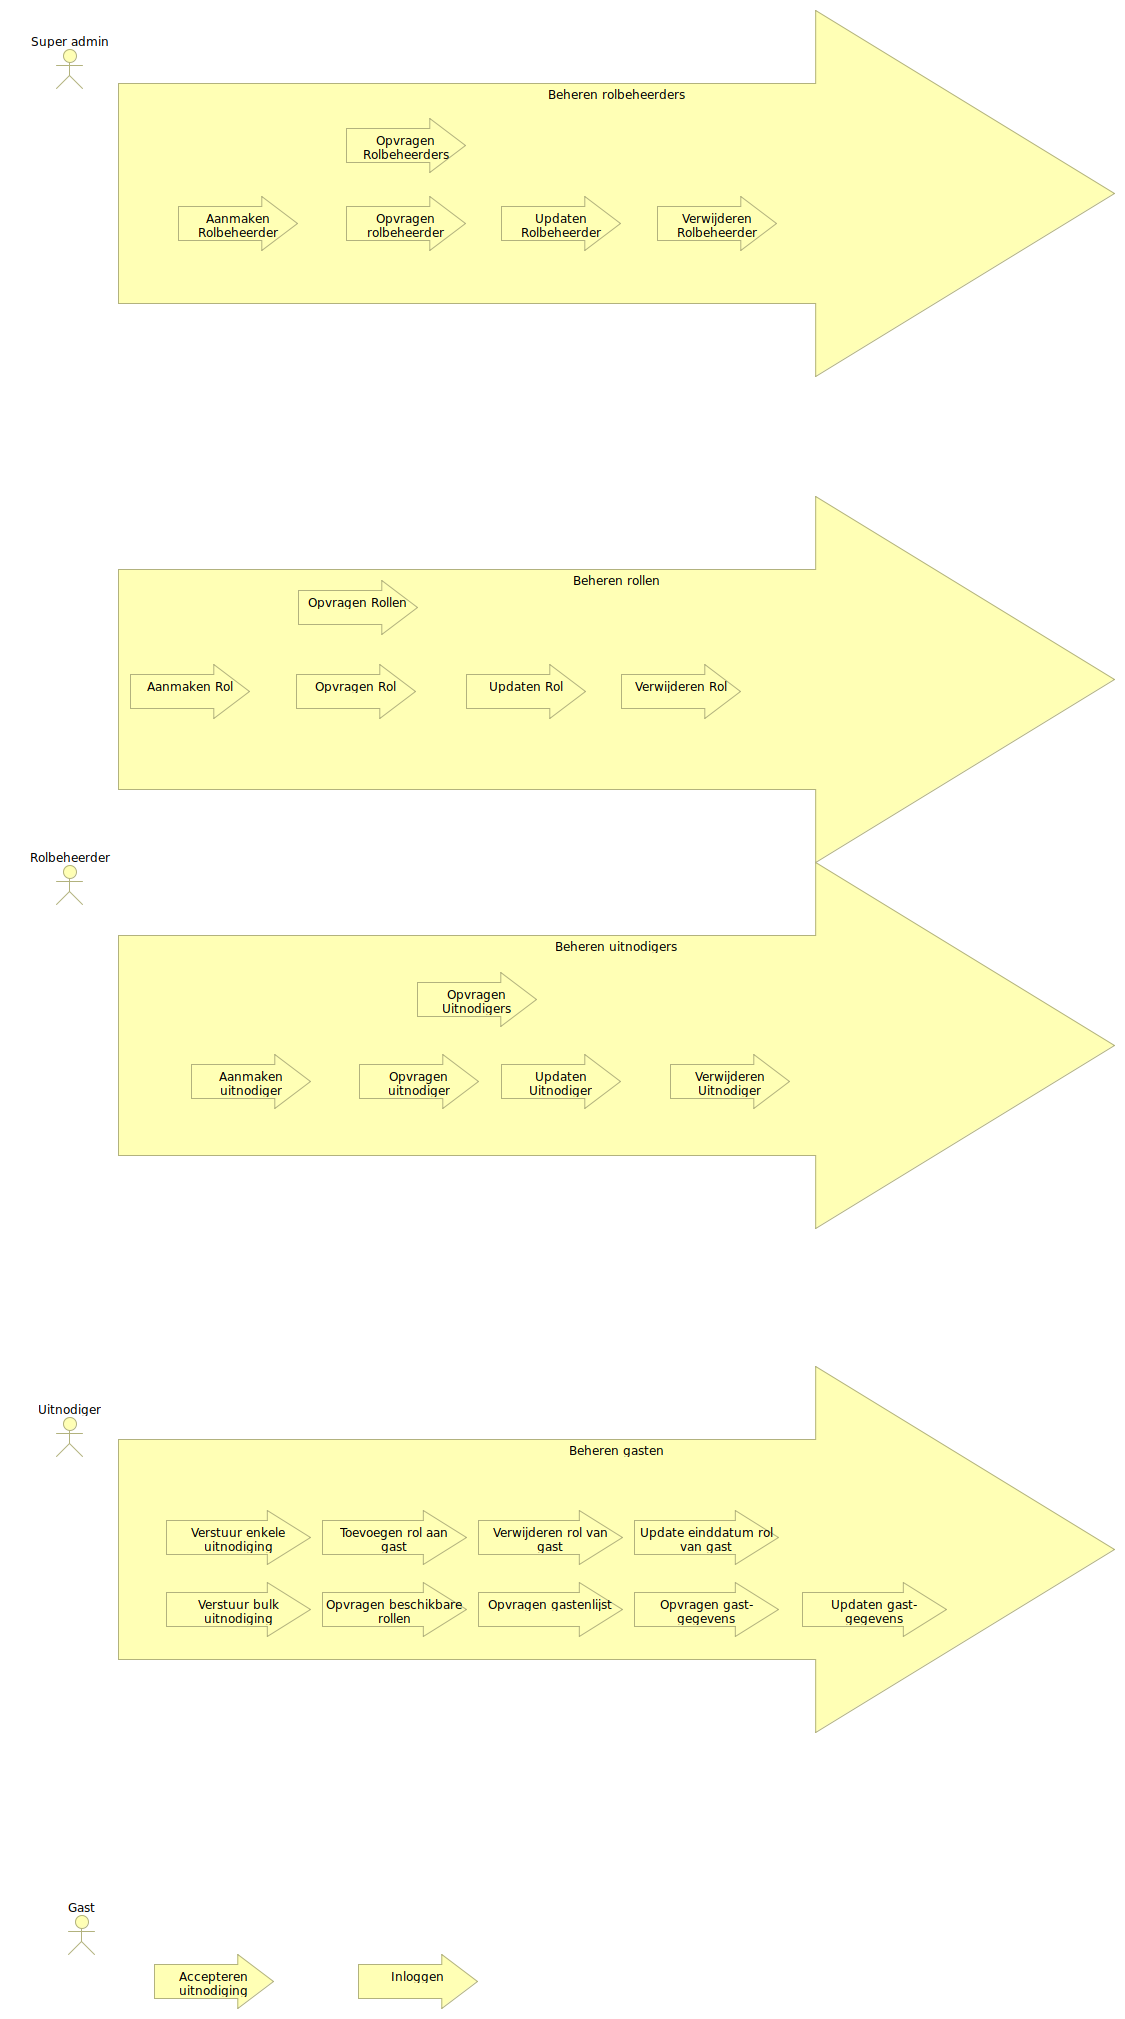 Super admin
Beheren rolbeheerders
Opvragen
Rolbeheerders
Aanmaken
Rolbeheerder
Opvragen
rolbeheerder
Updaten
Rolbeheerder
Verwijderen
Rolbeheerder
Beheren rollen
Opvragen Rollen
Aanmaken Rol
Opvragen Rol
Updaten Rol
Verwijderen Rol
Rolbeheerder
Beheren uitnodigers
Opvragen
Uitnodigers
Aanmaken
uitnodiger
Opvragen
uitnodiger
Updaten
Uitnodiger
Verwijderen
Uitnodiger
Uitnodiger
Beheren gasten
Verstuur enkele
uitnodiging
Toevoegen rol aan
gast
Verwijderen rol van
gast
Update einddatum rol
van gast
Verstuur bulk
uitnodiging
Opvragen beschikbare
rollen
Opvragen gastenlijst
Opvragen gast-
gegevens
Updaten gast-
gegevens
Gast
Accepteren
uitnodiging
Inloggen